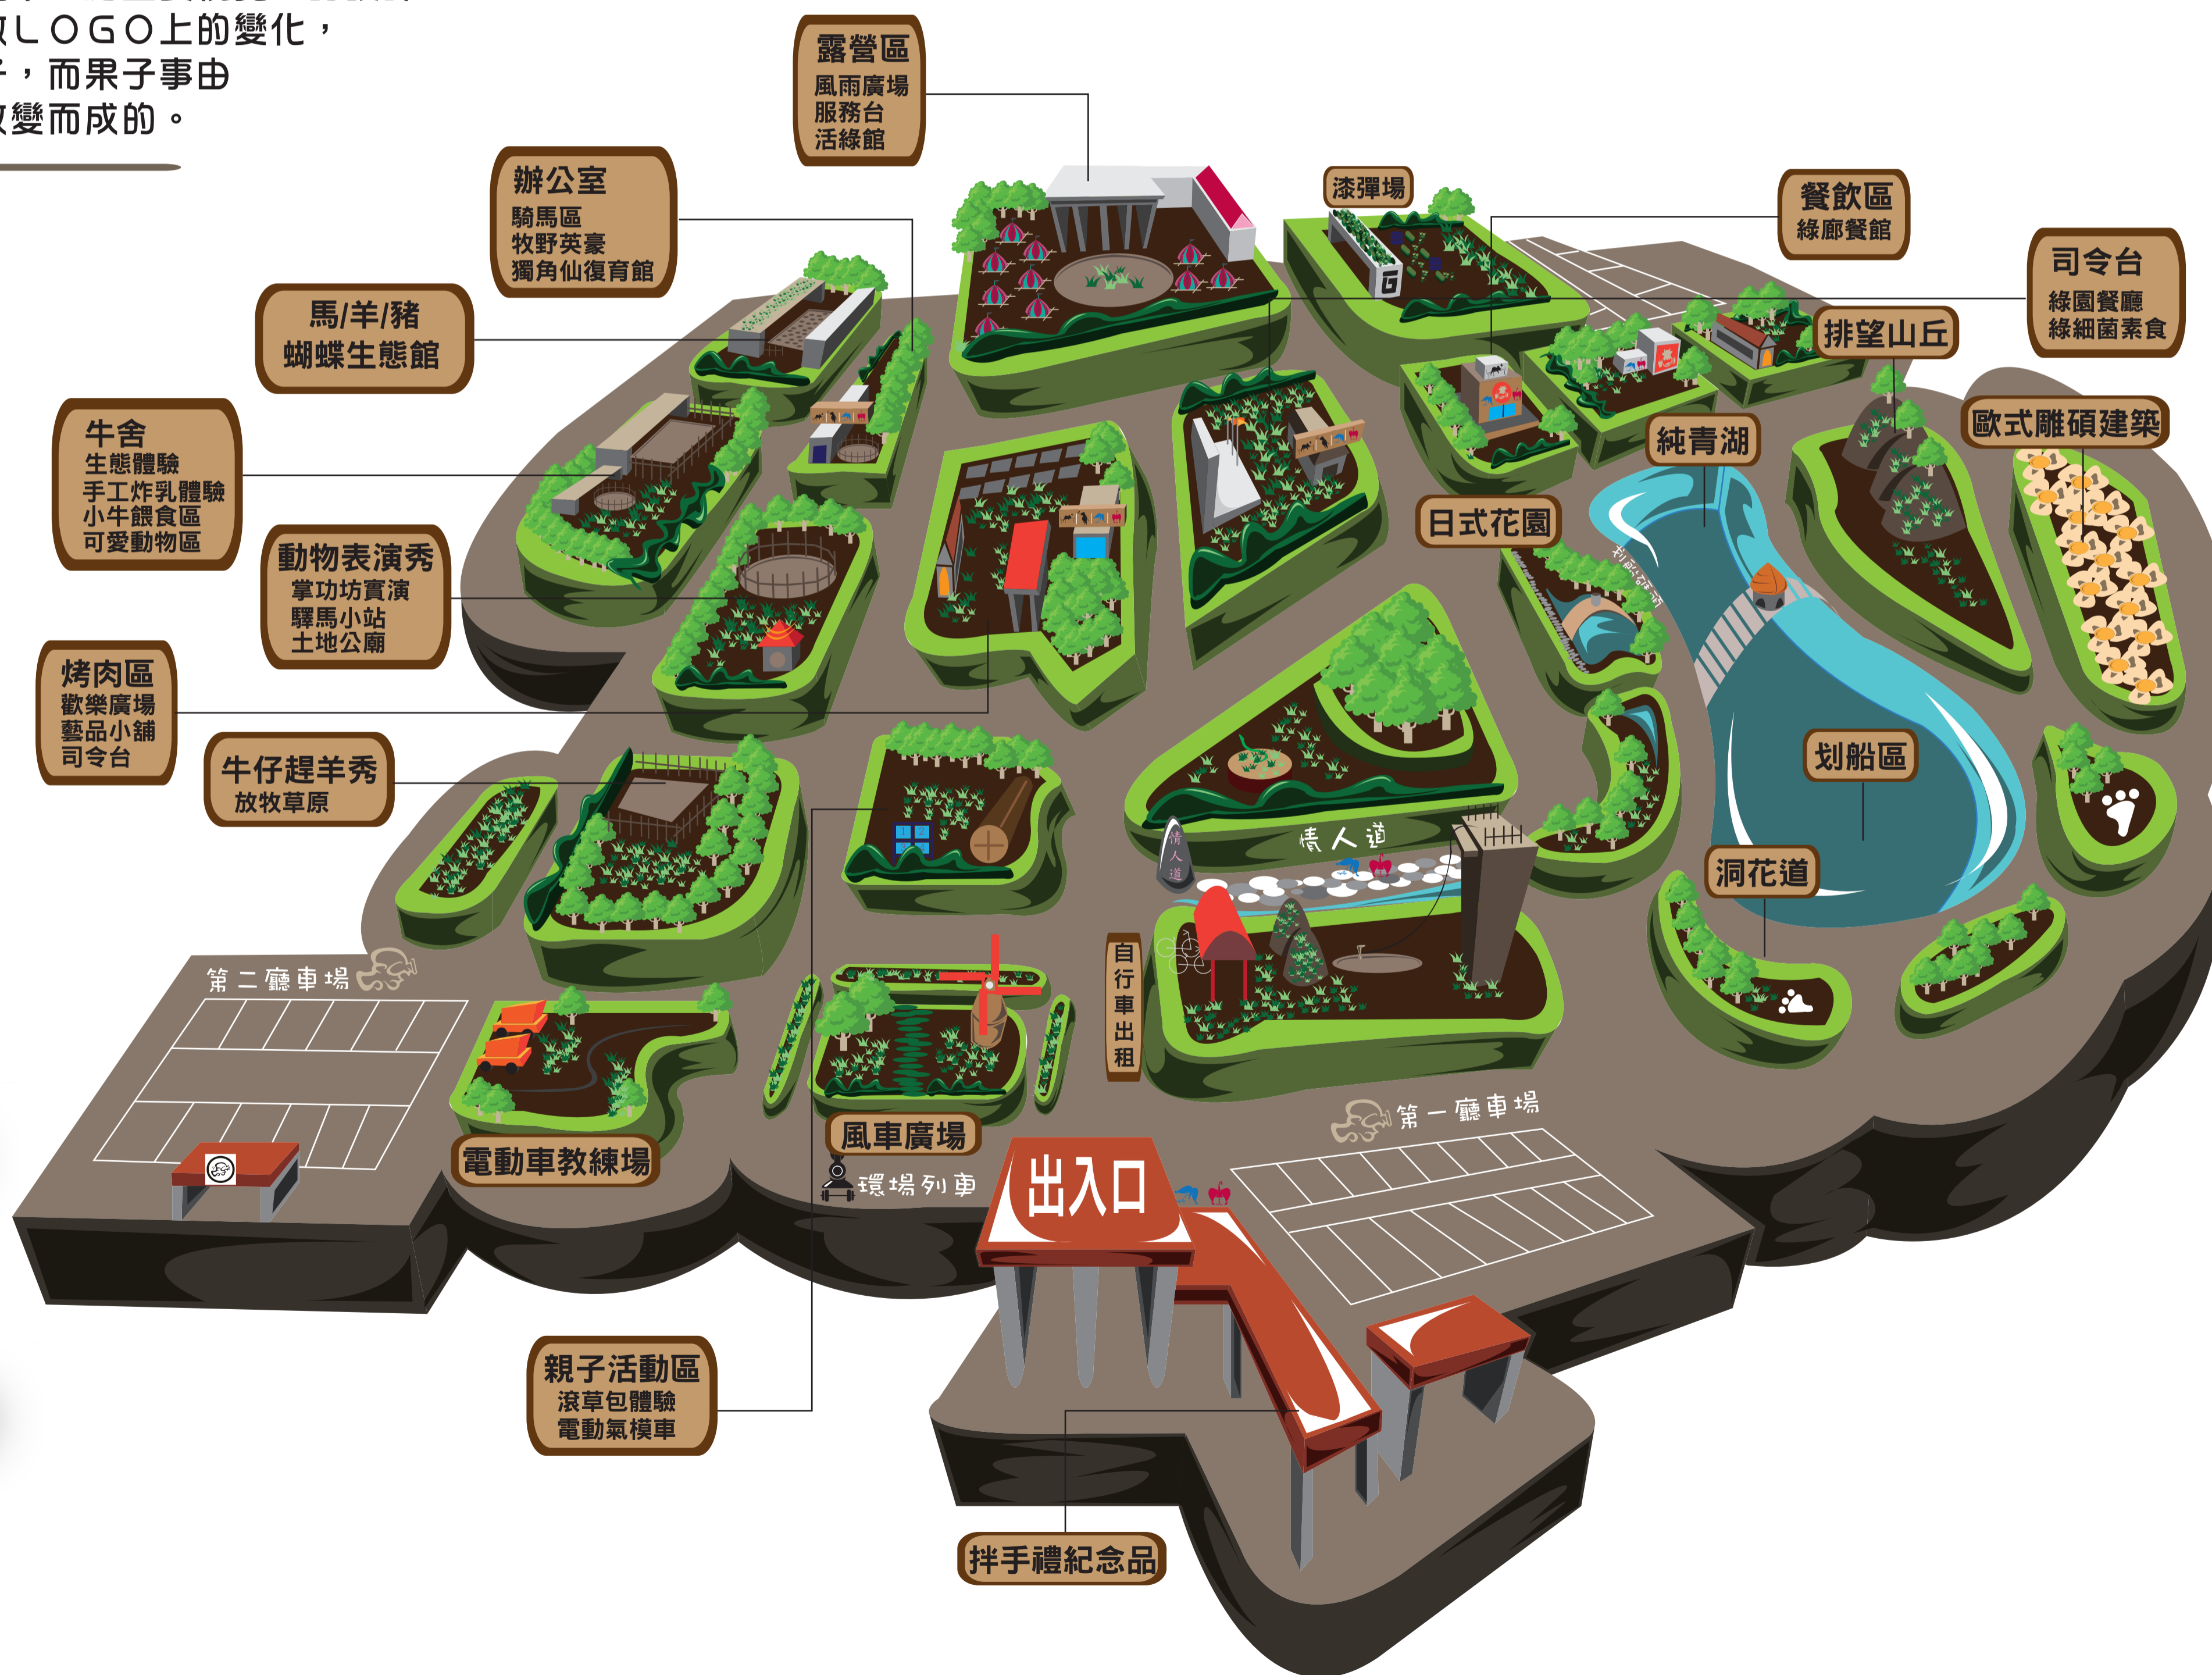 LOGO上的變化，
，而果子事由
變而成的。
露營區
風雨廣場
服務台
活綠館
辦公室
騎馬區
牧野英豪
獨角仙復育館
漆彈場
餐飲區
綠廊餐館
司令台
綠園餐廳
綠細菌素食
馬/羊/豬
蝴蝶生態館
排望山丘
牛舍
生態體驗
手工炸乳體驗
小牛餵食區
可愛動物區
純青湖
歐式雕碩建築
日式花園
動物表演秀
掌功坊實演
驛馬小站
土地公廟
烤肉區
歡樂廣場
藝品小舖
司令台
牛仔趕羊秀
放牧草原
划船區
情人道
情人道
洞花道
自行車出租
第二廳車場
第一廳車場
電動車教練場
風車廣場
環場列車
出入口
親子活動區
滾草包體驗
電動氣模車
拌手禮紀念品